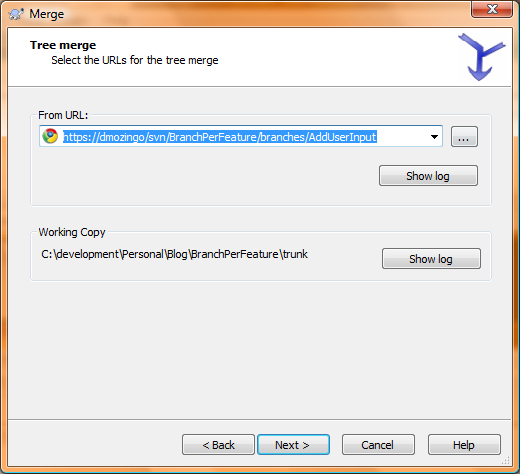 Merge
Tree merge
Select the URLs for the tree merge
From URL:
https://dmozingo/svn/BranchPerFeature/branches/AddUserInput
...
Show log
Working Copy
C:\development\Personal\Blog\BranchPerFeature\trunk
Show log
< Back Next > Cancel Help